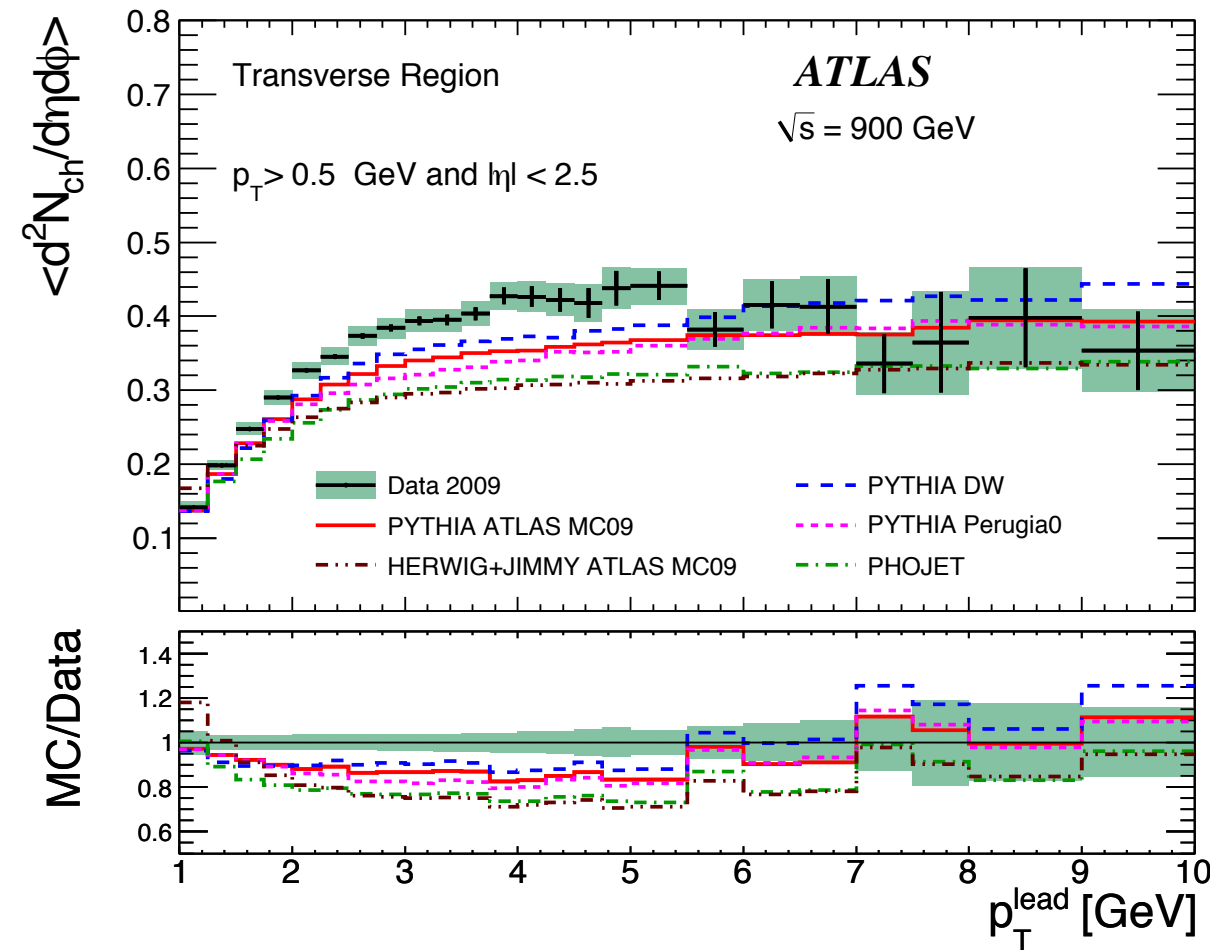 <d²N_ch/dηdϕ>
0.8
0.7
0.6
0.5
0.4
0.3
0.2
0.1
Transverse Region
ATLAS
√s = 900 GeV
p_T > 0.5 GeV and |η| < 2.5
Data 2009
PYTHIA ATLAS MC09
HERWIG+JIMMY ATLAS MC09
PYTHIA DW
PYTHIA Perugia0
PHOJET
MC/Data
1.4
1.2
1
0.8
0.6
1 2 3 4 5 6 7 8 9 10
p_T^lead [GeV]